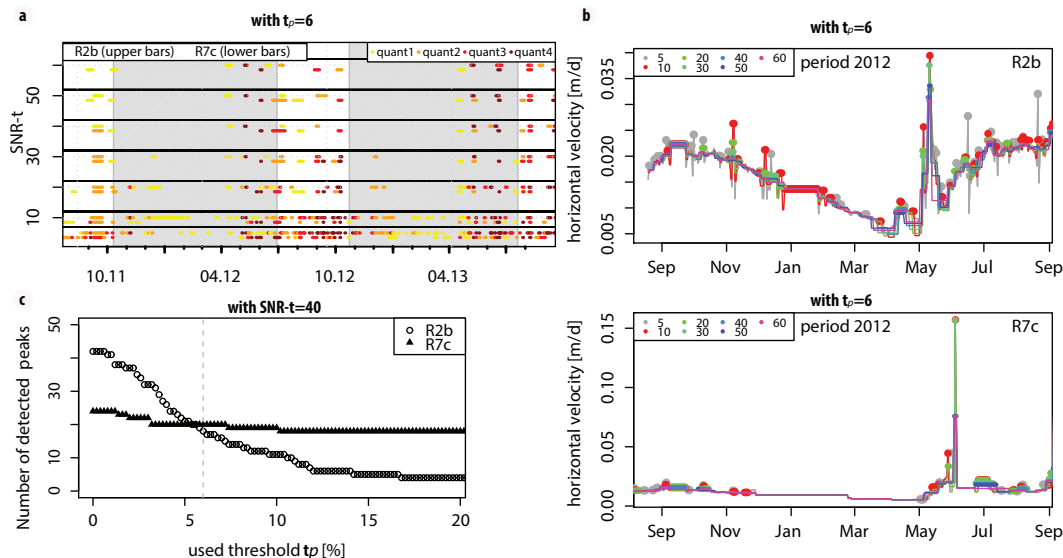 a
with tp=6
R2b (upper bars) R7c (lower bars)
quant1 quant2 quant3 quant4
SNR-t
50
30
10
10.11 04.12 10.12 04.13
b
with tp=6
5 20 40 60
10 30 50
period 2012
R2b
horizontal velocity [m/d]
0.035
0.020
0.005
Sep Nov Jan Mar May Jul Sep
c
with SNR-t=40
R2b
R7c
Number of detected peaks
50
30
10
0
0 5 10 15 20
used threshold tp [%]
with tp=6
5 20 40 60
10 30 50
period 2012
R7c
horizontal velocity [m/d]
0.15
0.10
0.05
0.00
Sep Nov Jan Mar May Jul Sep